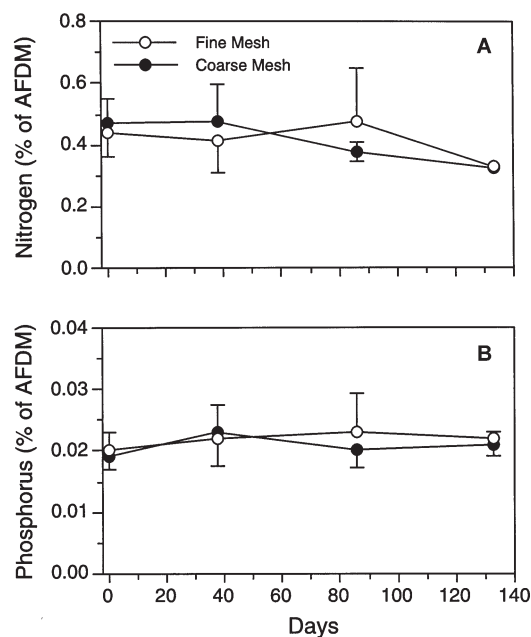 0.8
Fine Mesh
A
Coarse Mesh
0.6
0.4
0.2
0.0
Nitrogen (% of AFDM)
0.04
B
0.03
0.02
0.01
0.00
Phosphorus (% of AFDM)
0 20 40 60 80 100 120 140
Days